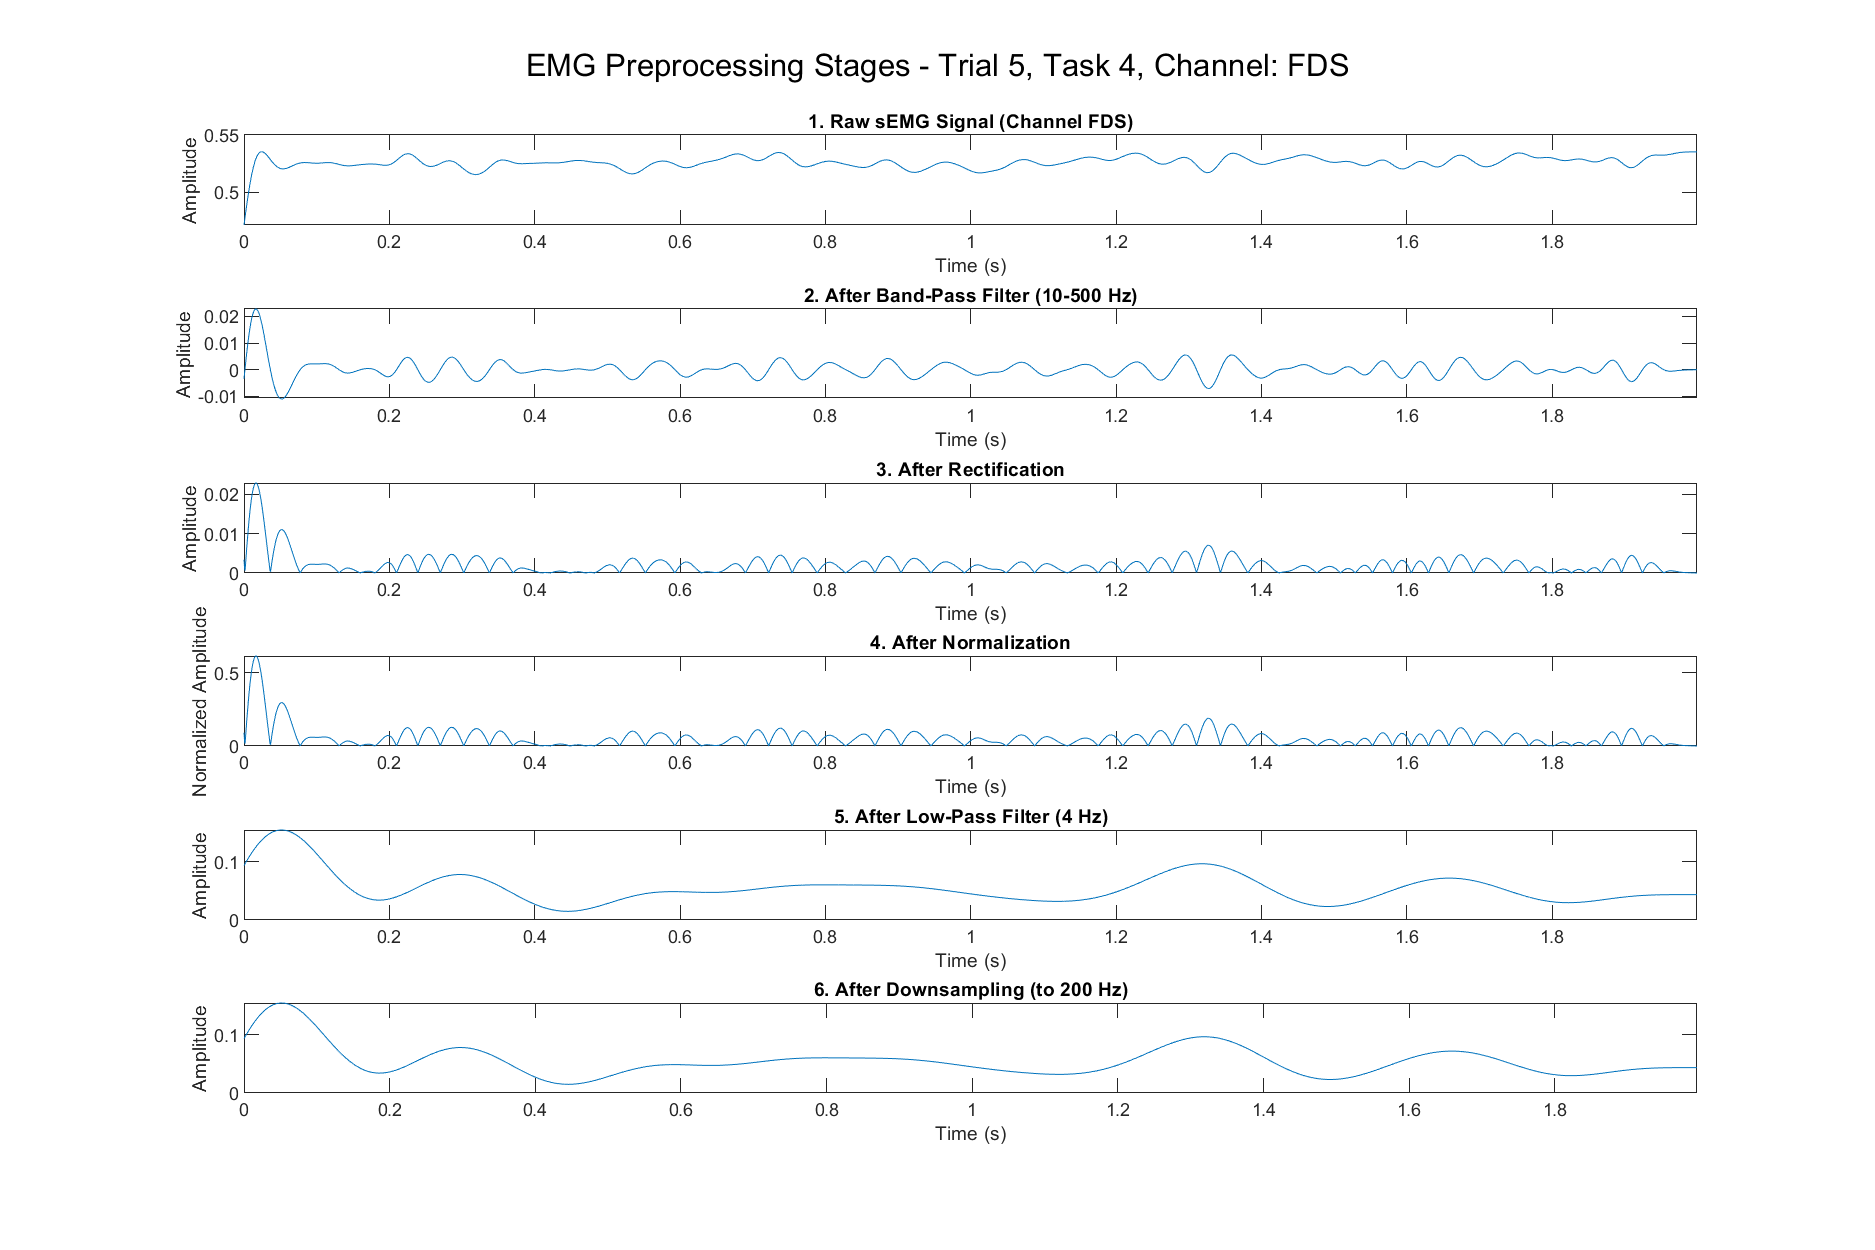 EMG Preprocessing Stages - Trial 5, Task 4, Channel: FDS
1. Raw sEMG Signal (Channel FDS)
Amplitude
0.55
0.5
0 0.2 0.4 0.6 0.8 1 1.2 1.4 1.6 1.8
Time (s)
2. After Band-Pass Filter (10-500 Hz)
Amplitude
0.02
0.01
0
-0.01
0 0.2 0.4 0.6 0.8 1 1.2 1.4 1.6 1.8
Time (s)
3. After Rectification
Amplitude
0.02
0.01
0
0 0.2 0.4 0.6 0.8 1 1.2 1.4 1.6 1.8
Time (s)
4. After Normalization
Normalized Amplitude
0.5
0
0 0.2 0.4 0.6 0.8 1 1.2 1.4 1.6 1.8
Time (s)
5. After Low-Pass Filter (4 Hz)
Amplitude
0.1
0
0 0.2 0.4 0.6 0.8 1 1.2 1.4 1.6 1.8
Time (s)
6. After Downsampling (to 200 Hz)
Amplitude
0.1
0
0 0.2 0.4 0.6 0.8 1 1.2 1.4 1.6 1.8
Time (s)